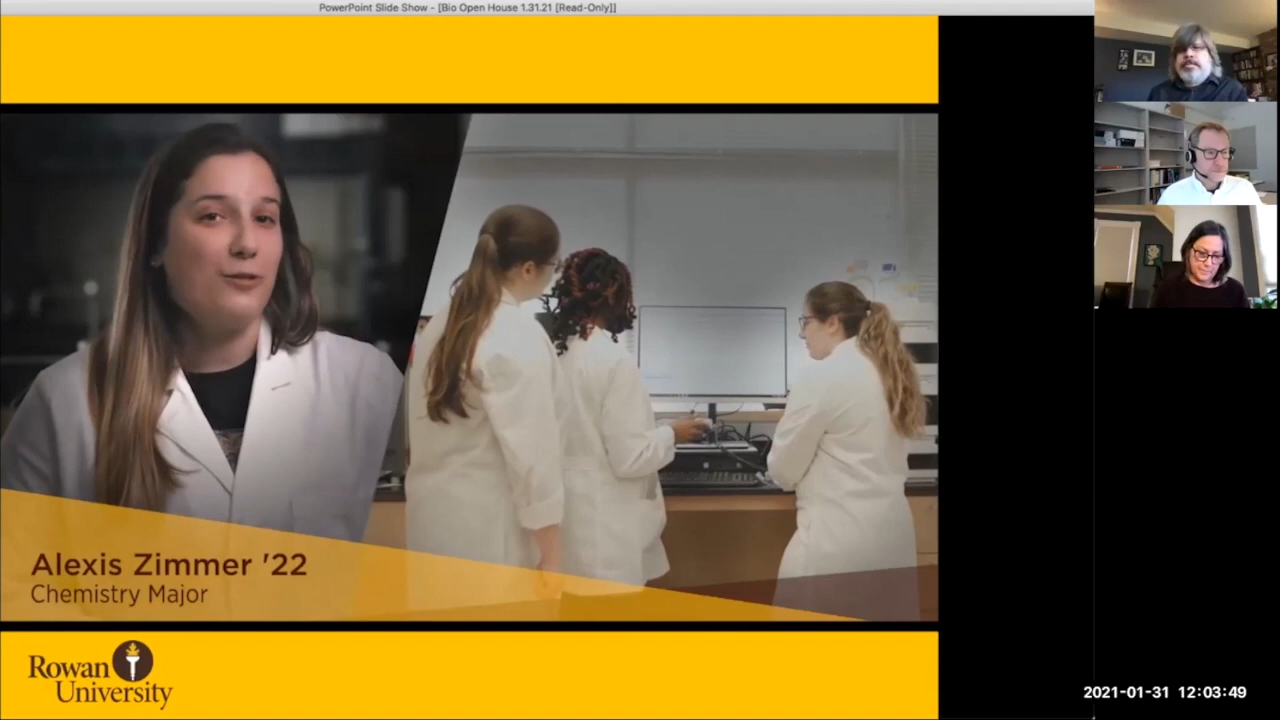 PowerPoint Slide Show - [Bio Open House 1.31.21 [Read-Only]]
Alexis Zimmer '22
Chemistry Major
Rowan
University
2021-01-31 12:03:49